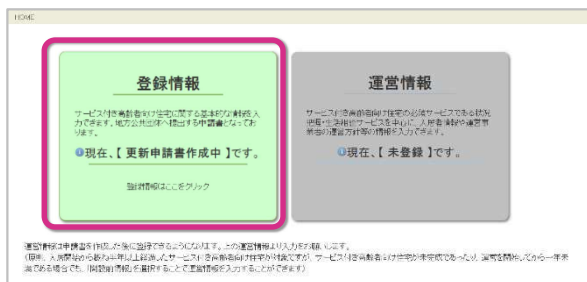 HOME
登録情報
サービス付き高齢者向け住宅に関する基本的な情報を入
力できます。地方公共団体へ提出する申請書となってお
ります。
現在、【 更新申請書作成中 】です。
登録情報はここをクリック
運営情報
サービス付き高齢者向け住宅の必須サービスである状況
把握・生活相談サービスを中心に、入居者情報や運営事
業者の運営方針等の情報を入力できます。
現在、【 未登録 】です。
運営情報は申請書を作成した後に登録できるようになります。上の運営情報より入力をお願いします。
（原則、入居開始から概ね半年以上経過したサービス付き高齢者向け住宅が対象ですが、サービス付き高齢者向け住宅が未完成であったり、運営を開始してから一年未
満である場合でも、「開設前情報」を選択することで運営情報を入力することができます）